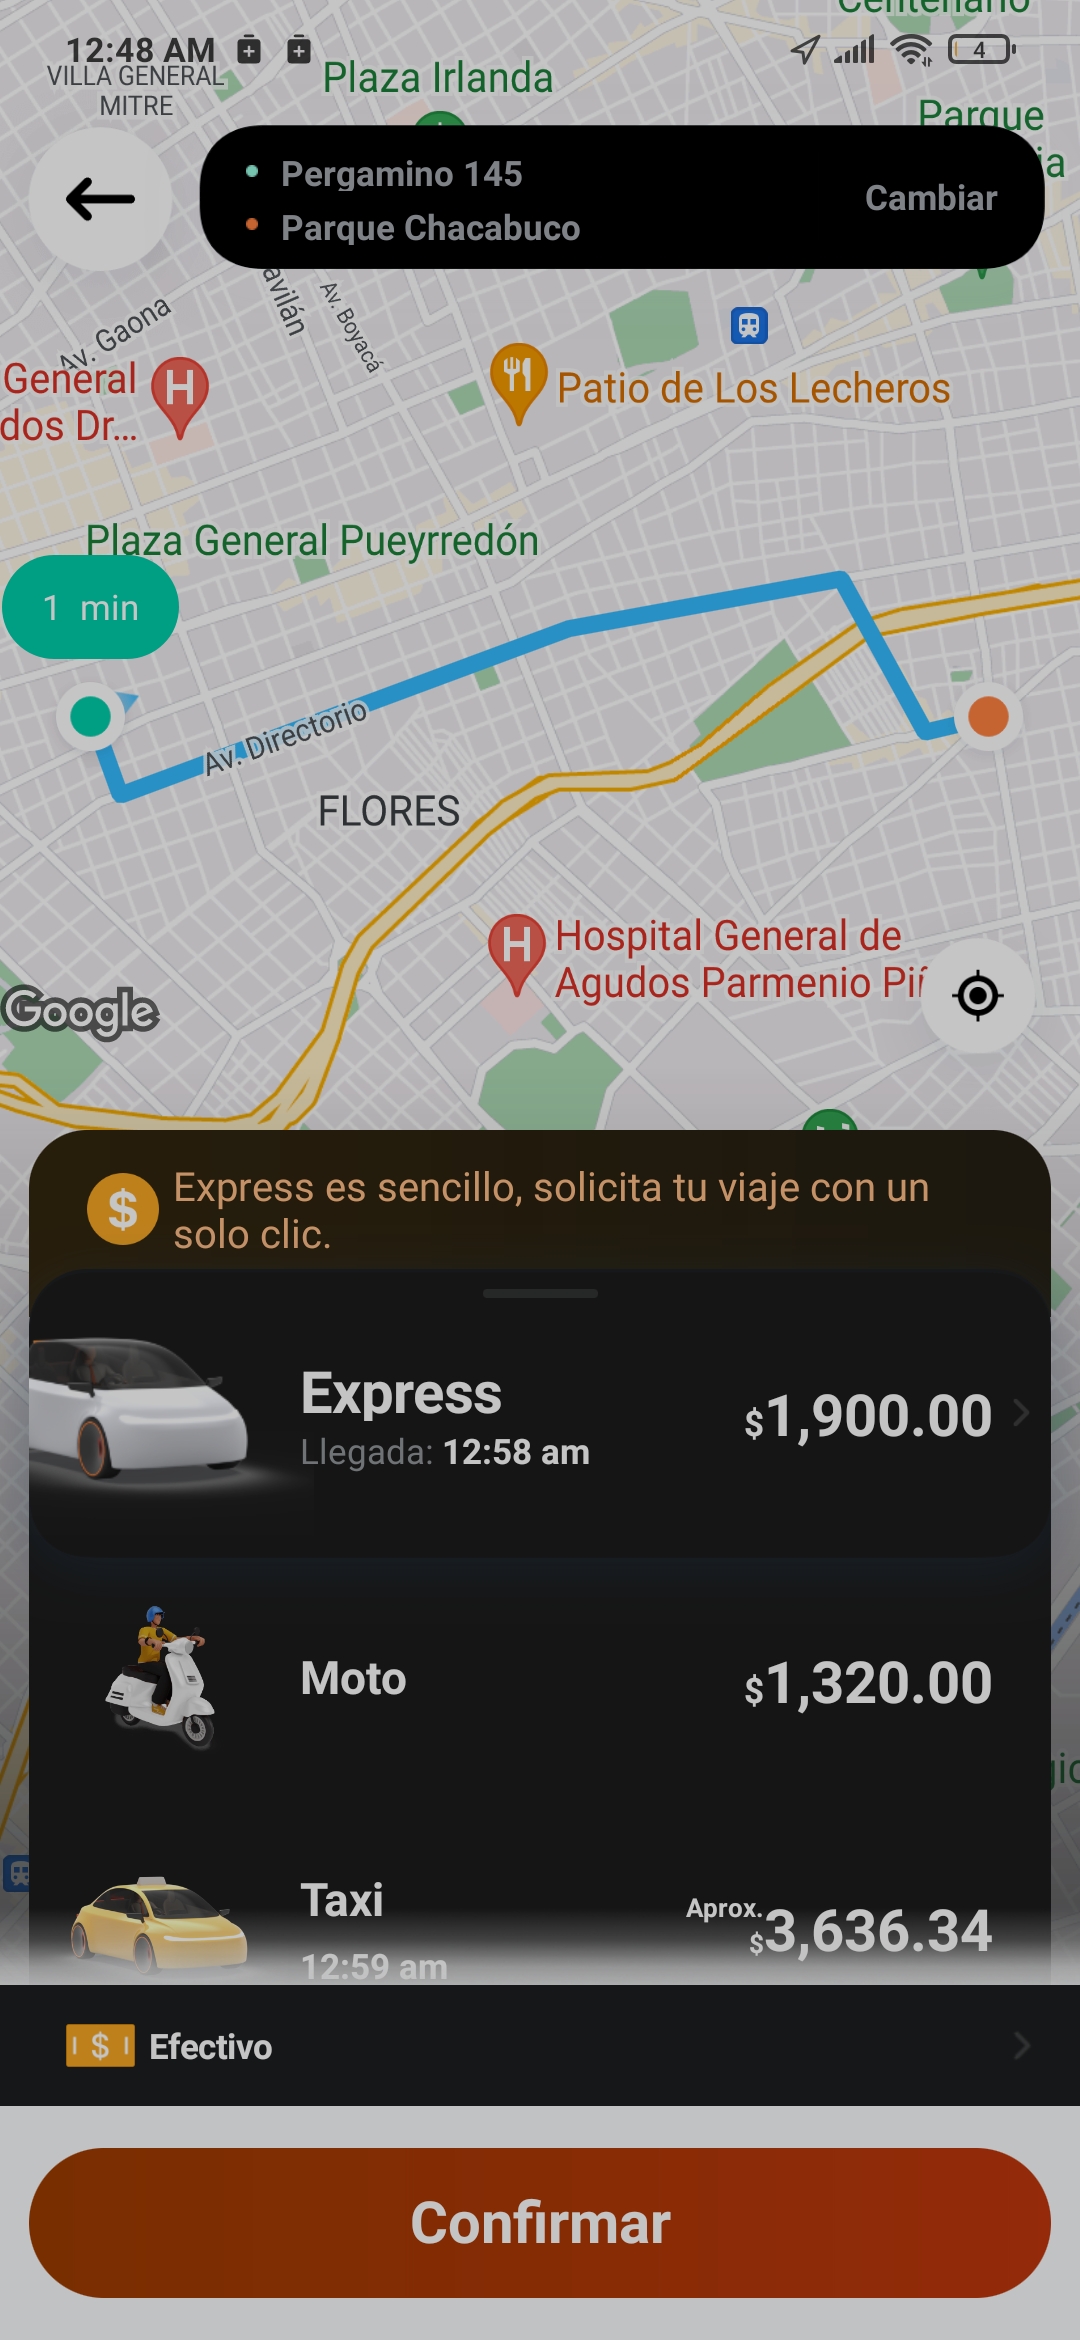 Centenario
12:48 AM
4
VILLA GENERAL
MITRE
Plaza Irlanda
Parque
Pergamino 145
Parque Chacabuco
Cambiar
Av. Gaona
Av. Boyacá
General
dos Dr...
Patio de Los Lecheros
Plaza General Pueyrredón
1 min
Av. Directorio
FLORES
Hospital General de
Agudos Parmenio
Google
Express es sencillo, solicita tu viaje con un
solo clic.
Express
$1,900.00
Llegada: 12:58 am
Moto
$1,320.00
Taxi
Aprox.
$3,636.34
12:59 am
Efectivo
Confirmar